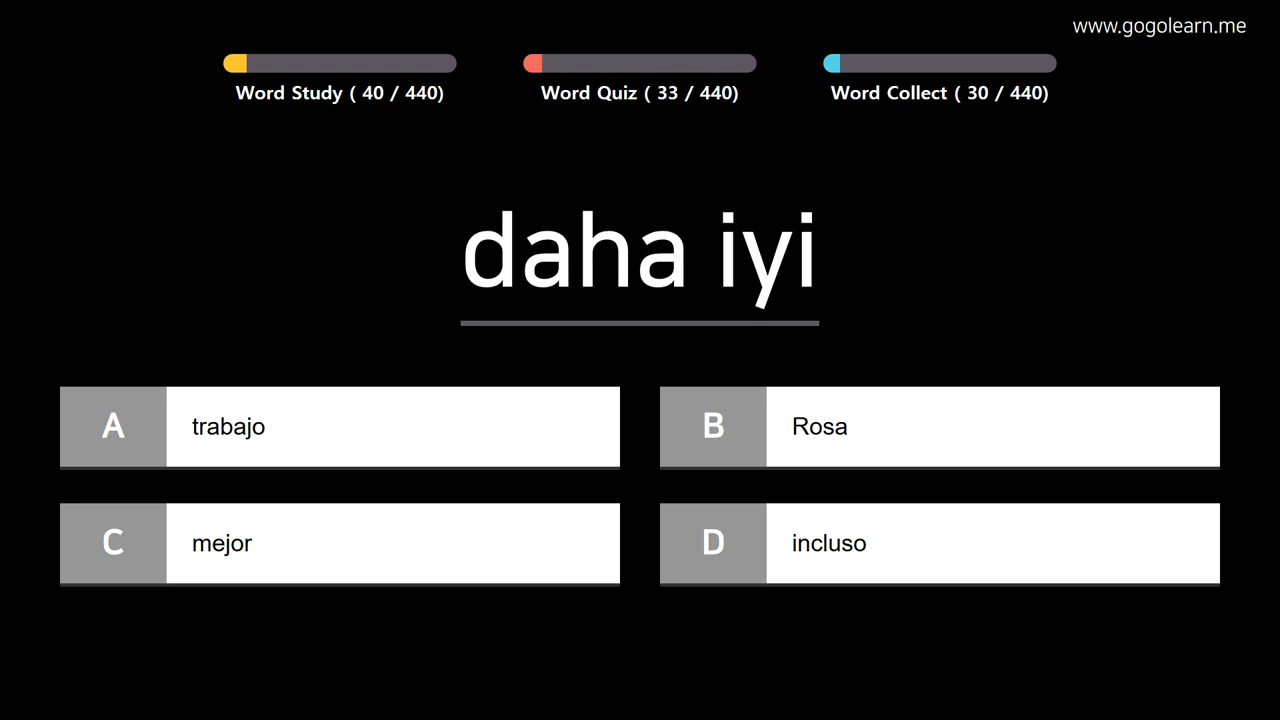 www.gogolearn.me
Word Study ( 40 / 440)
Word Quiz ( 33 / 440)
Word Collect ( 30 / 440)
daha iyi
A trabajo
B Rosa
C mejor
D incluso